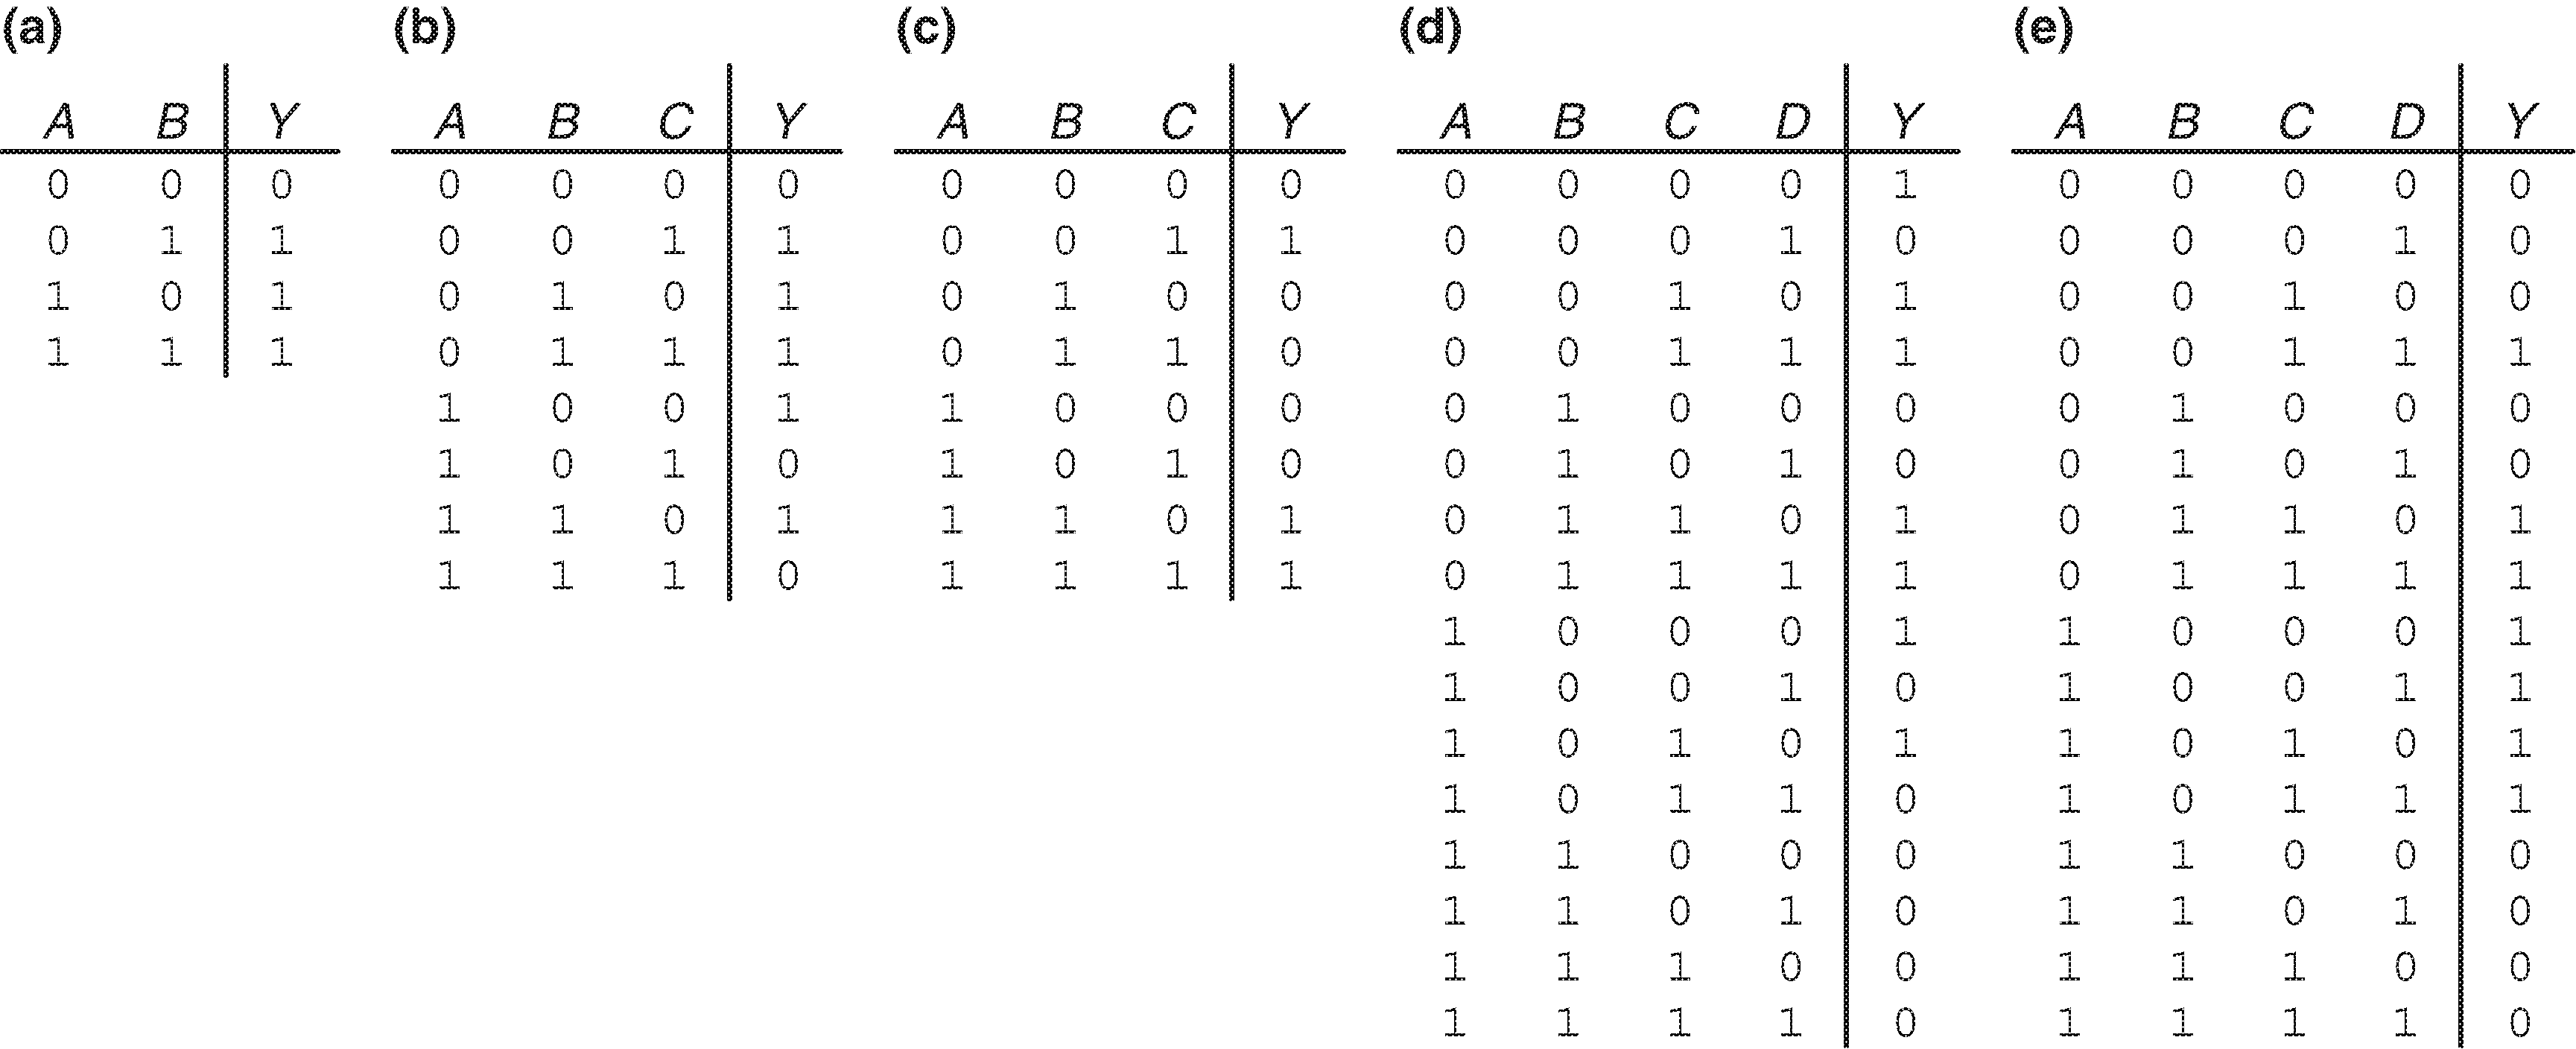 (a) (b) (c) (d) (e)
A B Y A B C Y A B C Y A B C D Y A B C D Y
0 0 0 0 0 0 0 0 0 0 0 0 0 0 0 1 0 0 0 0 0
0 1 1 0 0 1 1 0 0 1 1 0 0 0 1 0 0 0 0 1 0
1 0 1 0 1 0 1 0 1 0 0 0 0 1 0 1 0 0 1 0 0
1 1 1 0 1 1 1 0 1 1 0 0 0 1 1 1 0 0 1 1 1
1 0 0 1 1 0 0 0 0 1 0 0 0 0 1 0 0 0
1 0 1 0 1 0 1 0 0 1 0 1 0 0 1 0 1 0
1 1 0 1 1 1 0 1 0 1 1 0 1 0 1 1 0 1
1 1 1 0 1 1 1 1 0 1 1 1 1 0 1 1 1 1
1 0 0 0 1 1 0 0 0 1
1 0 0 1 0 1 0 0 1 1
1 0 1 0 1 1 0 1 0 1
1 0 1 1 0 1 0 1 1 1
1 1 0 0 0 1 1 0 0 0
1 1 0 1 0 1 1 0 1 0
1 1 1 0 0 1 1 1 0 0
1 1 1 1 0 1 1 1 1 0